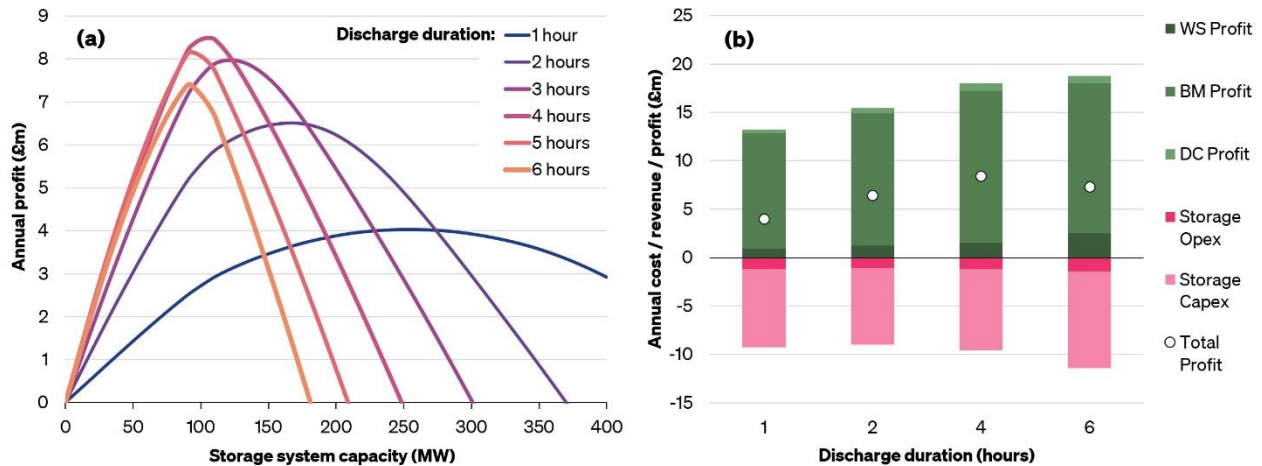 (a)
Annual profit (£m)
9
8
7
6
5
4
3
2
1
0
0 50 100 150 200 250 300 350 400
Storage system capacity (MW)
Discharge duration:
1 hour
2 hours
3 hours
4 hours
5 hours
6 hours
(b)
Annual cost / revenue / profit (£m)
25
20
15
10
5
0
-5
-10
-15
1 2 4 6
Discharge duration (hours)
WS Profit
BM Profit
DC Profit
Storage
Opex
Storage
Capex
Total
Profit